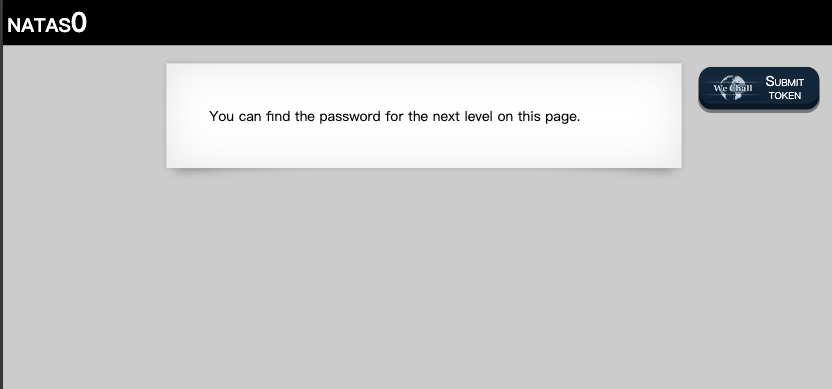 NATAS0
You can find the password for the next level on this page.
We Chall
SUBMIT
TOKEN